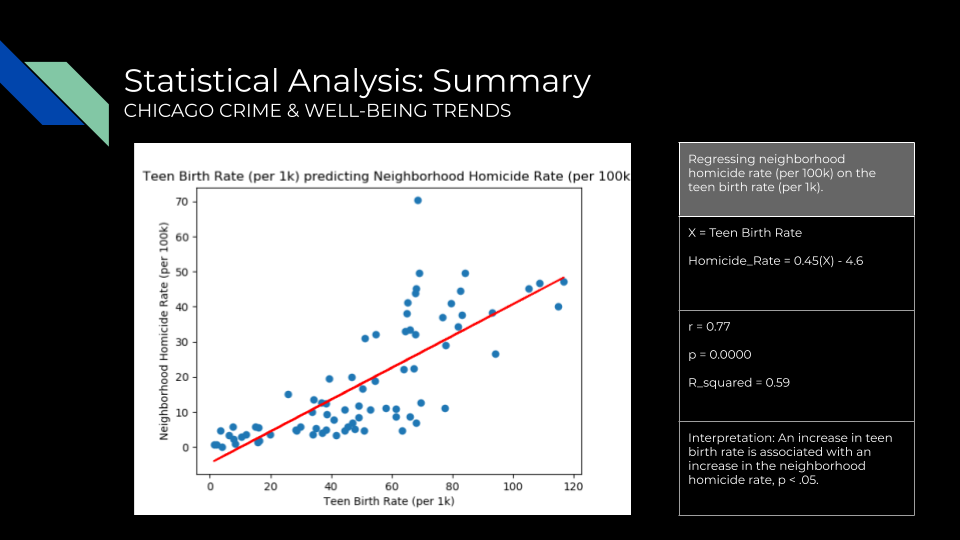 Statistical Analysis: Summary
CHICAGO CRIME & WELL-BEING TRENDS
Teen Birth Rate (per 1k) predicting Neighborhood Homicide Rate (per 100k
Neighborhood Homicide Rate (per 100k)
70
60
50
40
30
20
10
0
0 20 40 60 80 100 120
Teen Birth Rate (per 1k)
Regressing neighborhood
homicide rate (per 100k) on the
teen birth rate (per 1k).
X = Teen Birth Rate
Homicide_Rate = 0.45(X) - 4.6
r = 0.77
p = 0.0000
R_squared = 0.59
Interpretation: An increase in teen
birth rate is associated with an
increase in the neighborhood
homicide rate, p < .05.